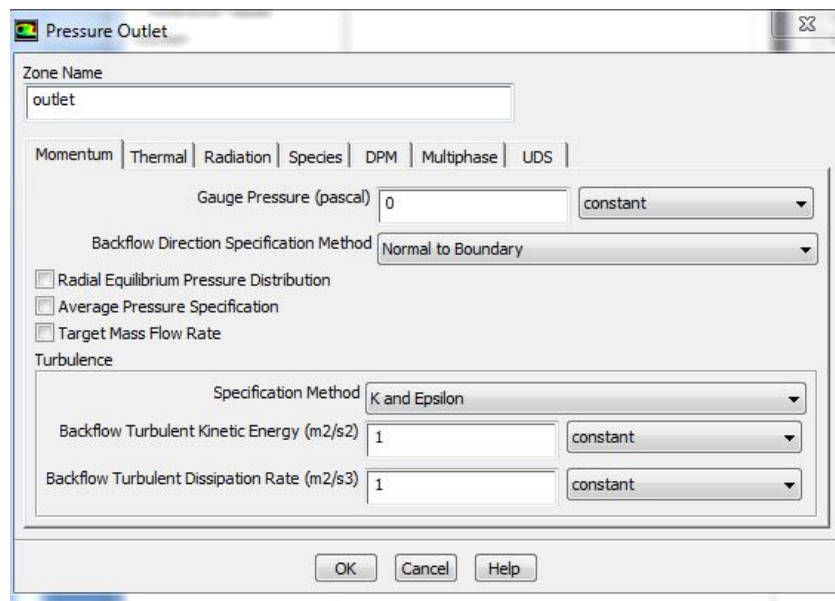 Pressure Outlet
Zone Name
outlet
Momentum Thermal Radiation Species DPM Multiphase UDS
Gauge Pressure (pascal) 0 constant
Backflow Direction Specification Method Normal to Boundary
Radial Equilibrium Pressure Distribution
Average Pressure Specification
Target Mass Flow Rate
Turbulence
Specification Method K and Epsilon
Backflow Turbulent Kinetic Energy (m2/s2) 1 constant
Backflow Turbulent Dissipation Rate (m2/s3) 1 constant
OK Cancel Help